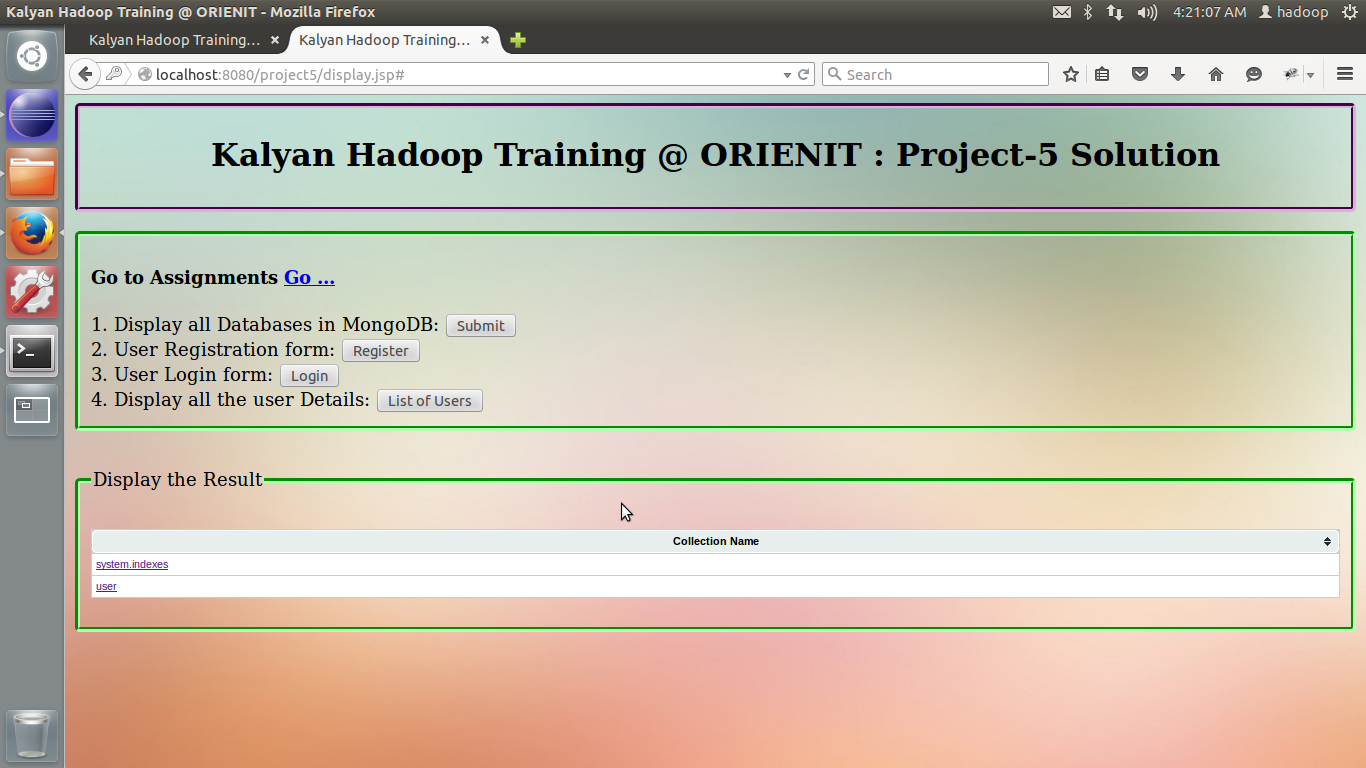 Kalyan Hadoop Training @ ORIENIT - Mozilla Firefox
4:21:07 AM hadoop
Kalyan Hadoop Training...
Kalyan Hadoop Training...
localhost:8080/project5/display.jsp#
Search
Kalyan Hadoop Training @ ORIENIT : Project-5 Solution
Go to Assignments Go ...
1. Display all Databases in MongoDB: Submit
2. User Registration form: Register
3. User Login form: Login
4. Display all the user Details: List of Users
Display the Result
Collection Name
system.indexes
user